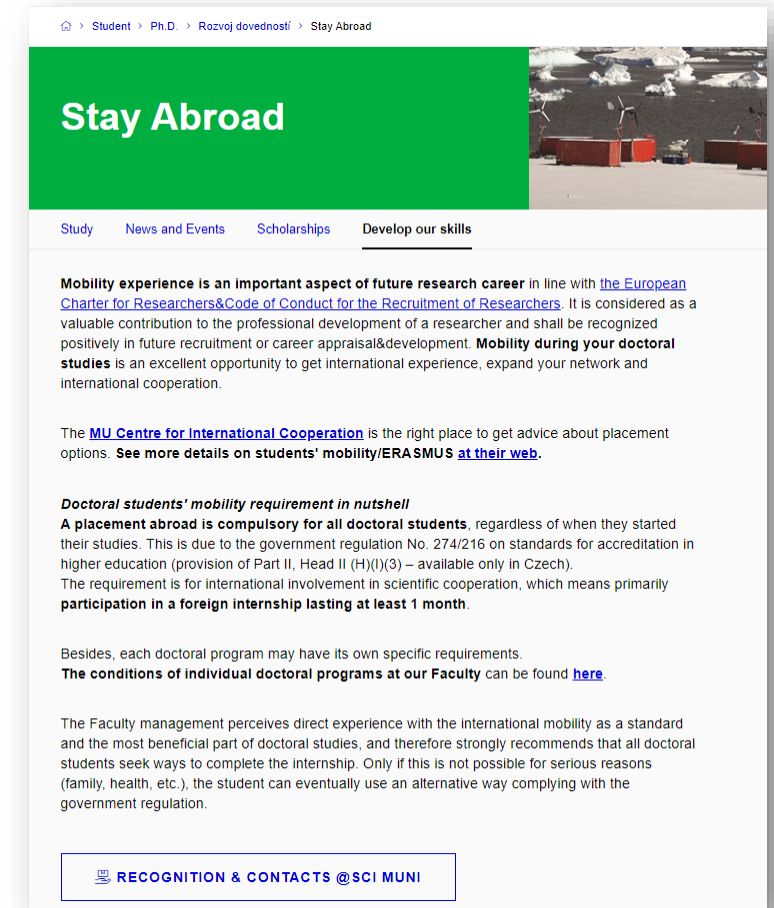 Student > Ph.D. > Rozvoj dovedností > Stay Abroad
Stay Abroad
Study News and Events Scholarships Develop our skills
Mobility experience is an important aspect of future research career in line with the European
Charter for Researchers&Code of Conduct for the Recruitment of Researchers. It is considered as a
valuable contribution to the professional development of a researcher and shall be recognized
positively in future recruitment or career appraisal&development. Mobility during your doctoral
studies is an excellent opportunity to get international experience, expand your network and
international cooperation.
The MU Centre for International Cooperation is the right place to get advice about placement
options. See more details on students' mobility/ERASMUS at their web.
Doctoral students' mobility requirement in nutshell
A placement abroad is compulsory for all doctoral students, regardless of when they started
their studies. This is due to the government regulation No. 274/216 on standards for accreditation in
higher education (provision of Part II, Head II (H)(I)(3) – available only in Czech).
The requirement is for international involvement in scientific cooperation, which means primarily
participation in a foreign internship lasting at least 1 month.
Besides, each doctoral program may have its own specific requirements.
The conditions of individual doctoral programs at our Faculty can be found here.
The Faculty management perceives direct experience with the international mobility as a standard
and the most beneficial part of doctoral studies, and therefore strongly recommends that all doctoral
students seek ways to complete the internship. Only if this is not possible for serious reasons
(family, health, etc.), the student can eventually use an alternative way complying with the
government regulation.
RECOGNITION & CONTACTS @SCI MUNI